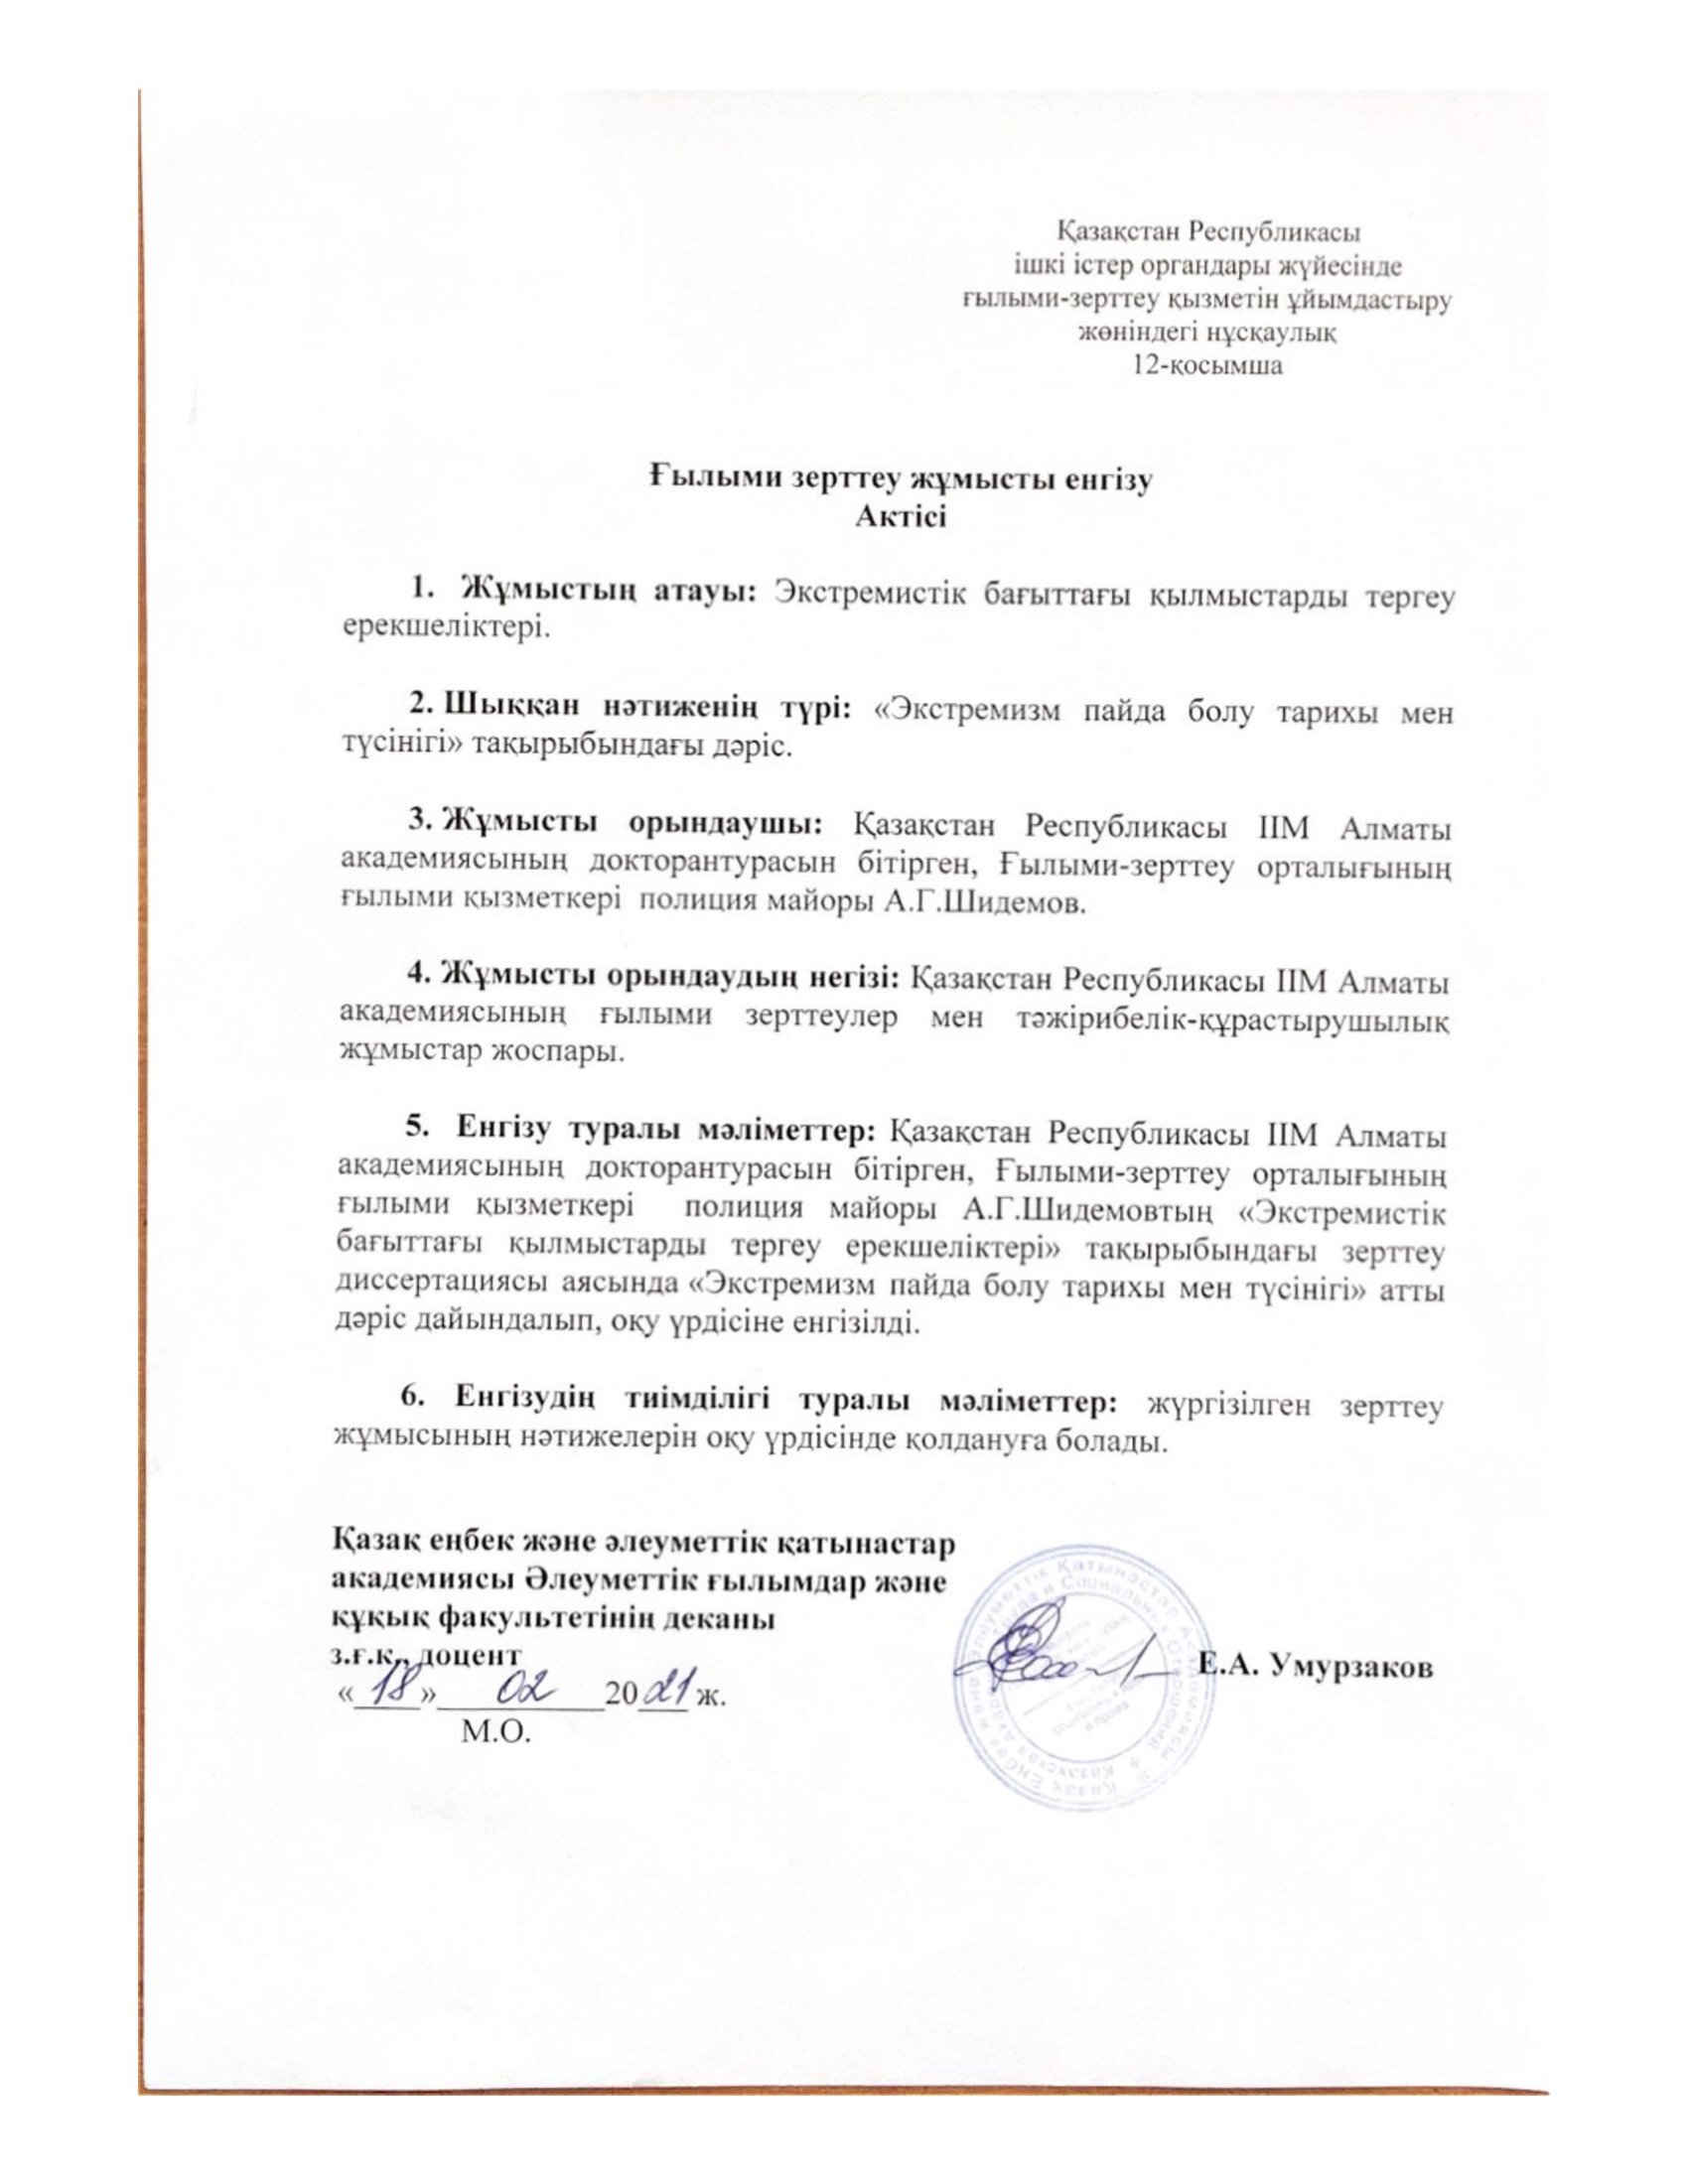 Қазақстан Республикасы
ішкі істер органдары жүйесінде
ғылыми-зерттеу қызметін ұйымдастыру
жөніндегі нұсқаулық
12-қосымша
Ғылыми зерттеу жұмысты енгізу
Актісі
1. Жұмыстың атауы: Экстремистік бағыттағы қылмыстарды тергеу
ерекшеліктері.
2. Шыққан нәтиженің түрі: «Экстремизм пайда болу тарихы мен
түсінігі» тақырыбындағы дәріс.
3. Жұмысты орындаушы: Қазақстан Республикасы ІІМ Алматы
академиясының докторантурасын бітірген, Ғылыми-зерттеу орталығының
ғылыми қызметкері полиция майоры А.Г.Шидемов.
4. Жұмысты орындаудың негізі: Қазақстан Республикасы ІІМ Алматы
академиясының ғылыми зерттеулер мен тәжірибелік-құрастырушылық
жұмыстар жоспары.
5. Енгізу туралы мәліметтер: Қазақстан Республикасы ІІМ Алматы
академиясының докторантурасын бітірген, Ғылыми-зерттеу орталығының
ғылыми қызметкері полиция майоры А.Г.Шидемовтың «Экстремистік
бағыттағы қылмыстарды тергеу ерекшеліктері» тақырыбындағы зерттеу
диссертациясы аясында «Экстремизм пайда болу тарихы мен түсінігі» атты
дәріс дайындалып, оқу үрдісіне енгізілді.
6. Енгізудің тиімділігі туралы мәліметтер: жүргізілген зерттеу
жұмысының нәтижелерін оқу үрдісінде қолдануға болады.
Қазақ еңбек және әлеуметтік қатынастар
академиясы Әлеуметтік ғылымдар және
құқық факультетінің деканы
з.ғ.к., доцент
Е.А. Умурзаков
«18» 02 2021 ж.
М.О.